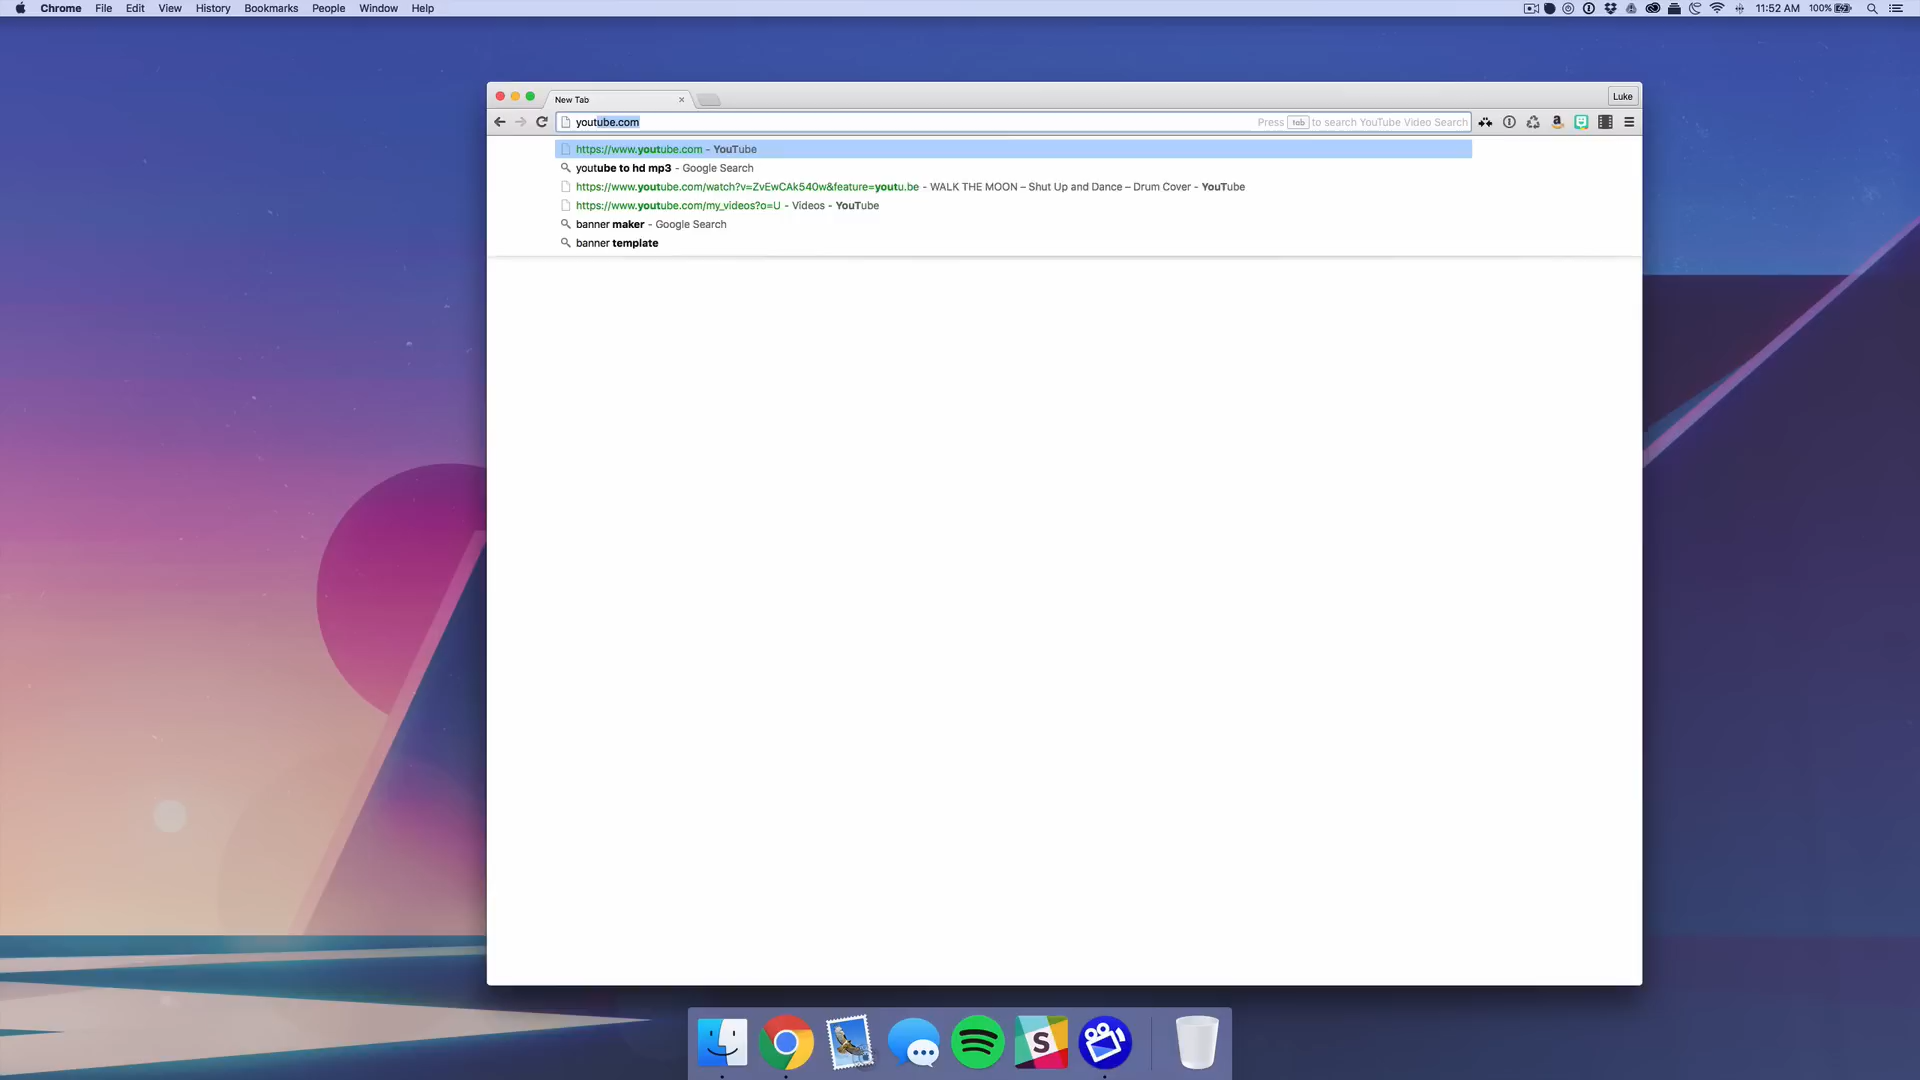 Chrome File Edit View History Bookmarks People Window Help 11:52 AM 100%
New Tab Luke
youtube.com Press tab to search YouTube Video Search
https://www.youtube.com – YouTube
youtube to hd mp3 - Google Search
https://www.youtube.com/watch?v=ZvEwCAk540w&feature=youtu.be - WALK THE MOON – Shut Up and Dance – Drum Cover - YouTube
https://www.youtube.com/my_videos?o=U - Videos - YouTube
banner maker - Google Search
banner template
S